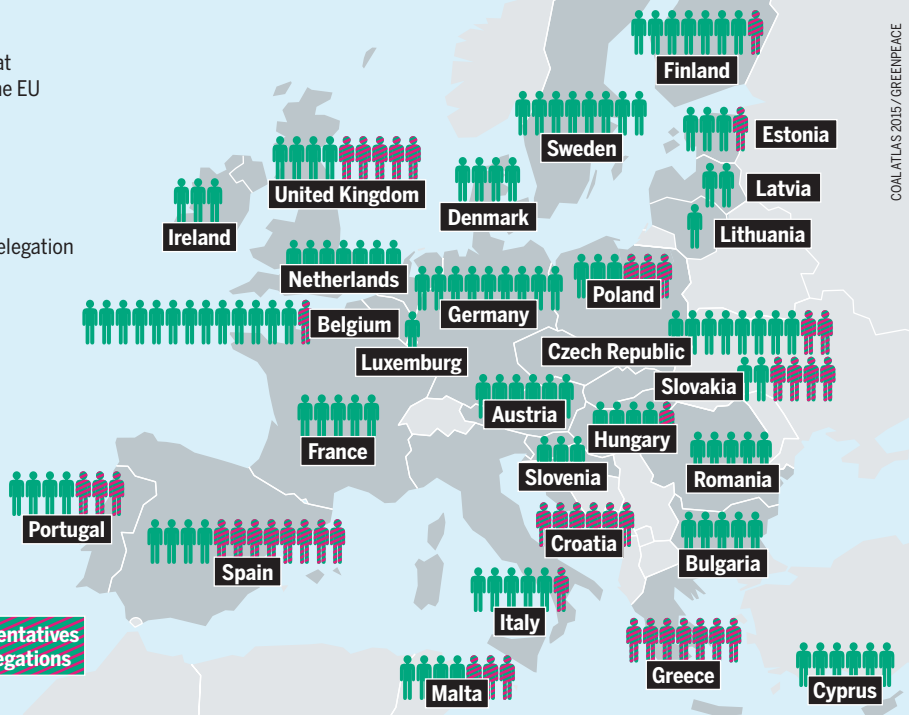 at
e EU
elegation
COAL ATLAS 2015 / GREENPEACE
Finland
Sweden
Estonia
United Kingdom
Latvia
Denmark
Ireland
Lithuania
Netherlands
Poland
Germany
Belgium
Luxemburg
Czech Republic
Slovakia
Austria
Hungary
France
Slovenia
Romania
Portugal
Croatia
Bulgaria
Spain
Italy
entatives
egations
Greece
Malta
Cyprus